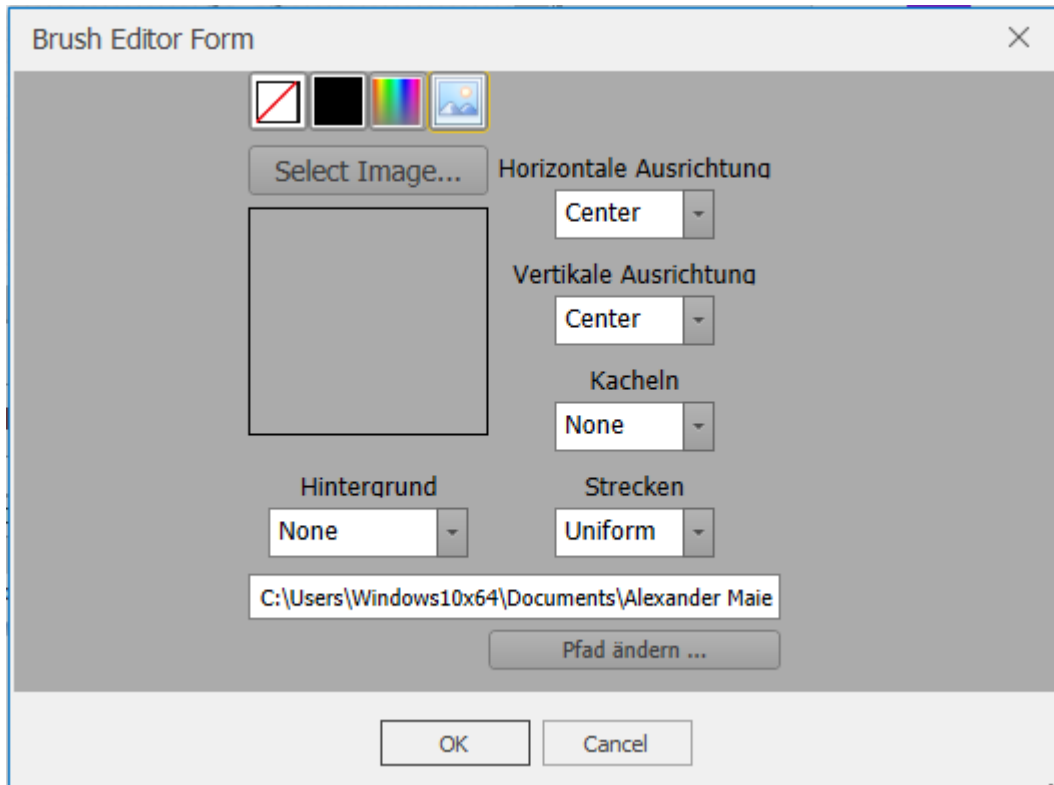 Brush Editor Form
Select Image...
Horizontale Ausrichtung
Center
Vertikale Ausrichtung
Center
Kacheln
None
Hintergrund
None
Strecken
Uniform
C:\Users\Windows10x64\Documents\Alexander Maie
Pfad ändern ...
OK
Cancel